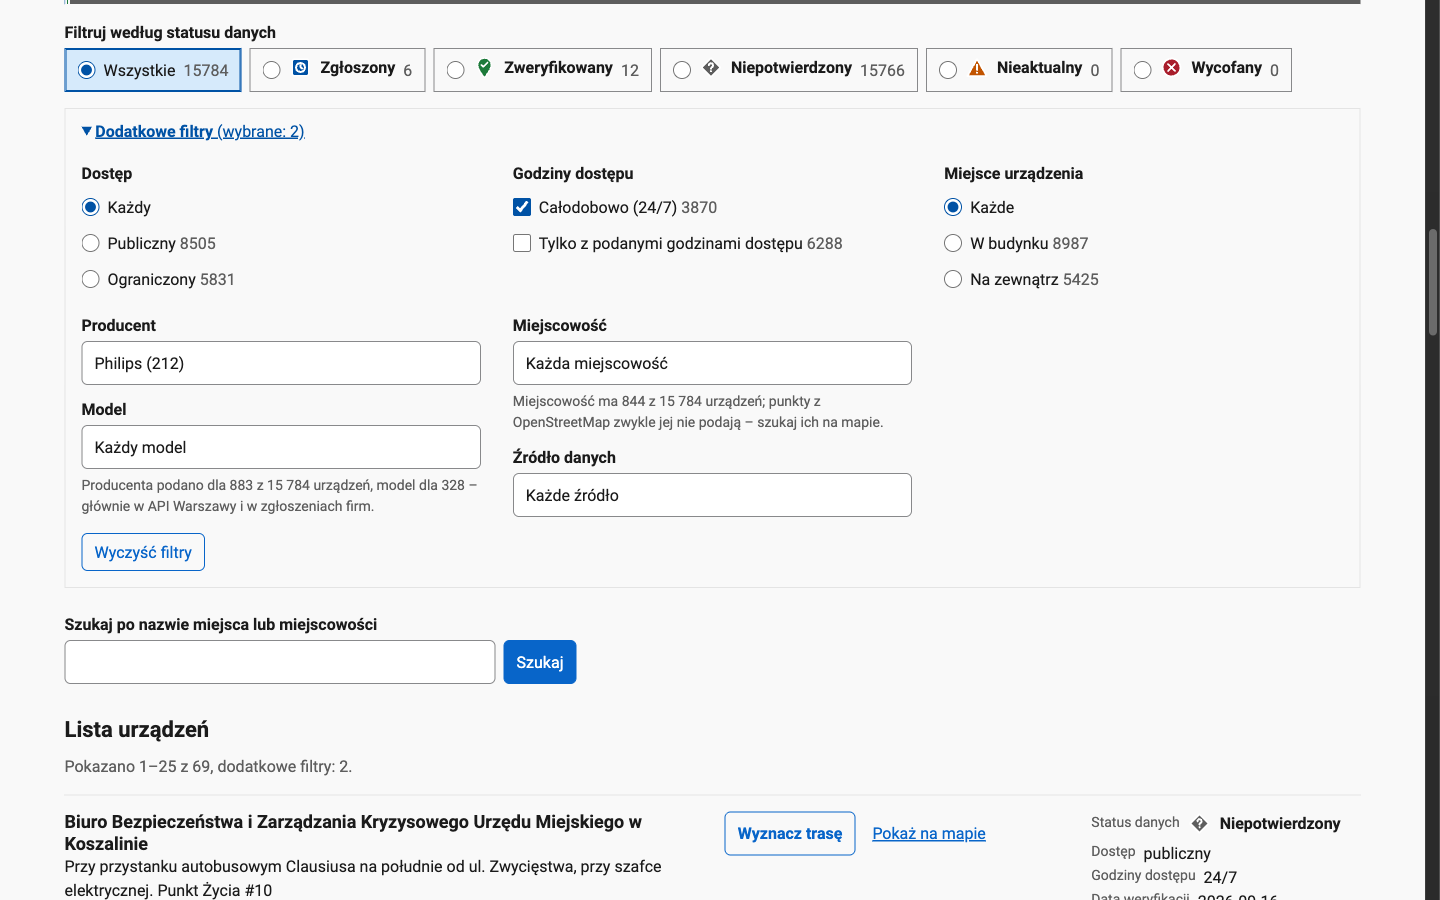 Filtruj według statusu danych
Wszystkie 15784
Zgłoszony 6
Zweryfikowany 12
Niepotwierdzony 15766
Nieaktualny 0
Wycofany 0
Dodatkowe filtry (wybrane: 2)
Dostęp
Każdy
Publiczny 8505
Ograniczony 5831
Godziny dostępu
Całodobowo (24/7) 3870
Tylko z podanymi godzinami dostępu 6288
Miejsce urządzenia
Każde
W budynku 8987
Na zewnątrz 5425
Producent
Philips (212)
Model
Każdy model
Producenta podano dla 883 z 15 784 urządzeń, model dla 328 –
głównie w API Warszawy i w zgłoszeniach firm.
Miejscowość
Każda miejscowość
Miejscowość ma 844 z 15 784 urządzeń; punkty z
OpenStreetMap zwykle jej nie podają – szukaj ich na mapie.
Źródło danych
Każde źródło
Wyczyść filtry
Szukaj po nazwie miejsca lub miejscowości
Szukaj
Lista urządzeń
Pokazano 1–25 z 69, dodatkowe filtry: 2.
Biuro Bezpieczeństwa i Zarządzania Kryzysowego Urzędu Miejskiego w
Koszalinie
Przy przystanku autobusowym Clausiusa na południe od ul. Zwycięstwa, przy szafce
elektrycznej. Punkt Życia #10
Wyznacz trasę
Pokaż na mapie
Status danych Niepotwierdzony
Dostęp publiczny
Godziny dostępu 24/7
Data weryfikacji